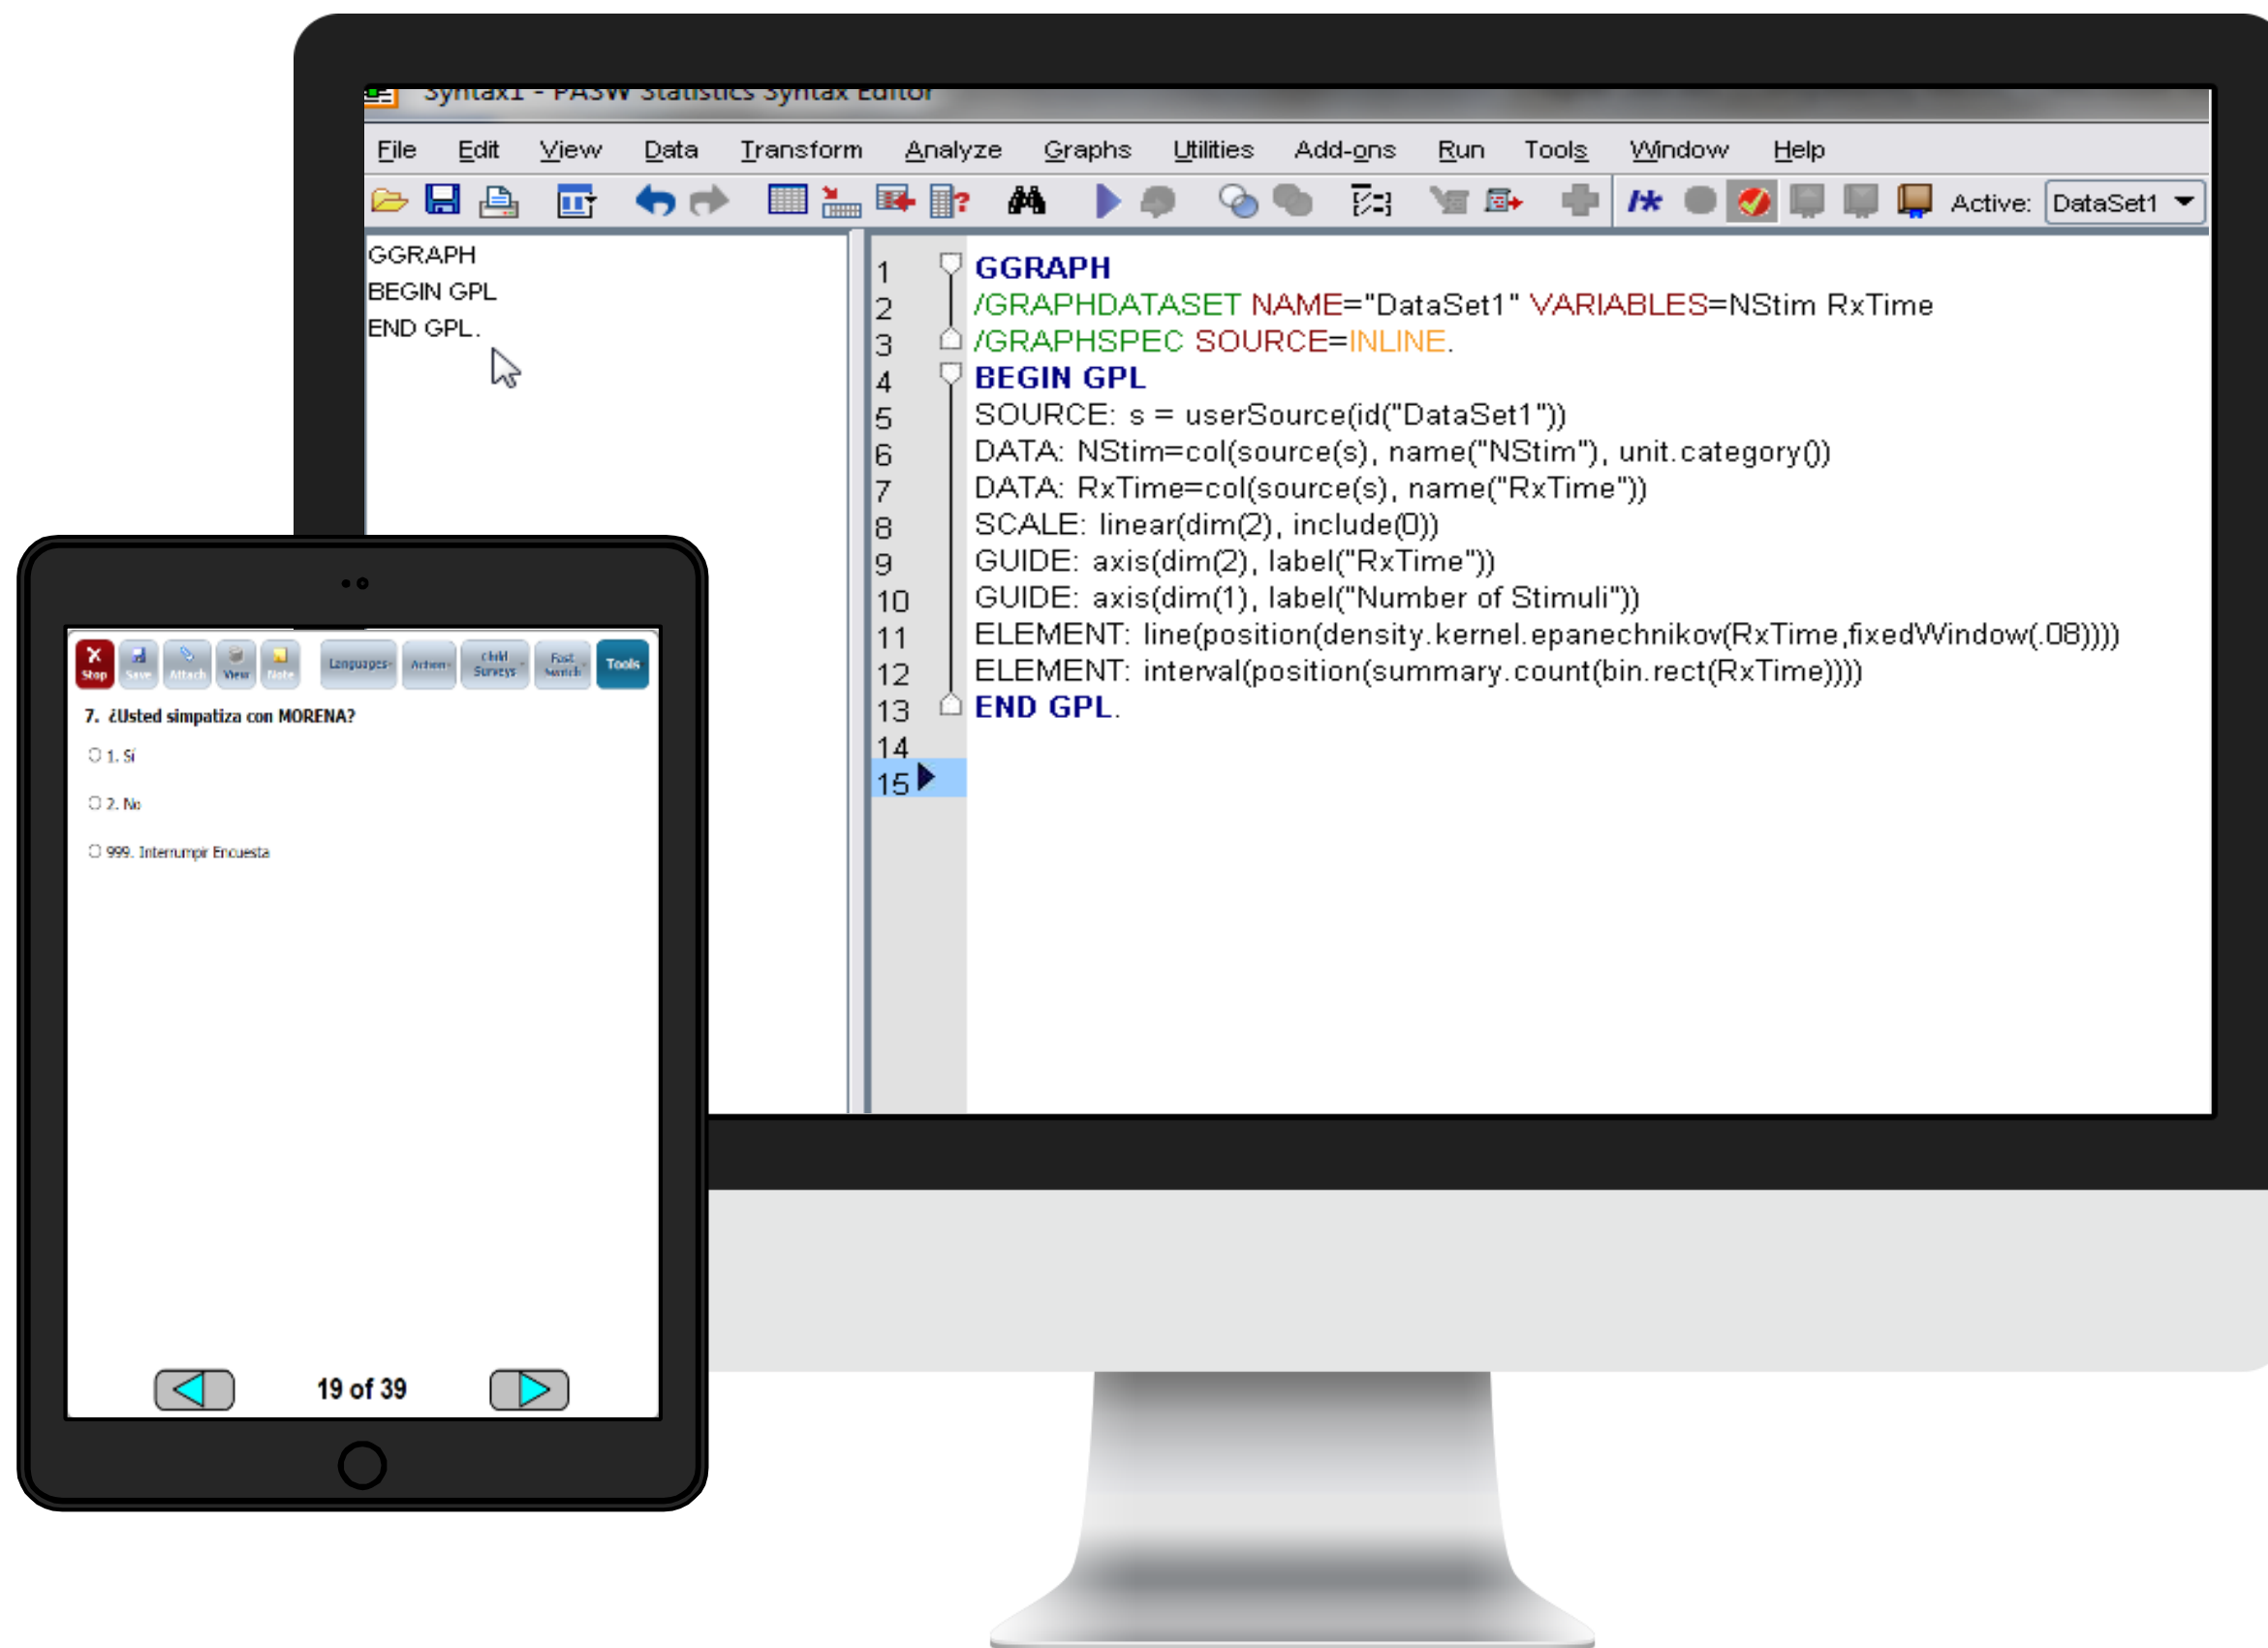 Syntax1 - PASW Statistics Syntax Editor
File Edit View Data Transform Analyze Graphs Utilities Add-ons Run Tools Window Help
Active: DataSet1
GGRAPH
BEGIN GPL
END GPL.
1 GGRAPH
2 /GRAPHDATASET NAME="DataSet1" VARIABLES=NStim RxTime
3 /GRAPHSPEC SOURCE=INLINE.
4 BEGIN GPL
5 SOURCE: s = userSource(id("DataSet1"))
6 DATA: NStim=col(source(s), name("NStim"), unit.category())
7 DATA: RxTime=col(source(s), name("RxTime"))
8 SCALE: linear(dim(2), include(0))
9 GUIDE: axis(dim(2), label("RxTime"))
10 GUIDE: axis(dim(1), label("Number of Stimuli"))
11 ELEMENT: line(position(density.kernel.epanechnikov(RxTime,fixedWindow(.08))))
12 ELEMENT: interval(position(summary.count(bin.rect(RxTime))))
13 END GPL.
14
15
Stop Save Attach View Note Languages Actions Child Surveys Fast Switch Tools
7. ¿Usted simpatiza con MORENA?
1. Sí
2. No
999. Interrumpir Encuesta
19 of 39